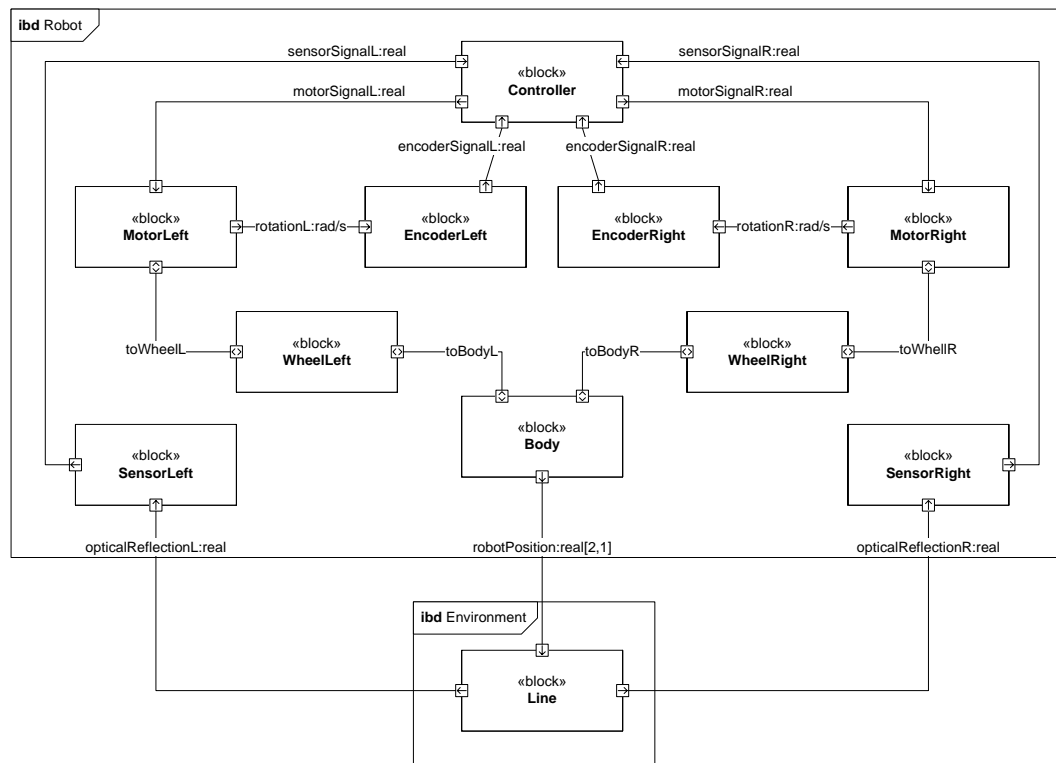 ibd Robot
sensorSignalL:real
sensorSignalR:real
«block»
Controller
motorSignalL:real
motorSignalR:real
encoderSignalL:real
encoderSignalR:real
«block»
MotorLeft
rotationL:rad/s
«block»
EncoderLeft
«block»
EncoderRight
rotationR:rad/s
«block»
MotorRight
toWheelL
«block»
WheelLeft
toBodyL
toBodyR
«block»
WheelRight
toWhellR
«block»
SensorLeft
«block»
Body
«block»
SensorRight
opticalReflectionL:real
robotPosition:real[2,1]
opticalReflectionR:real
ibd Environment
«block»
Line